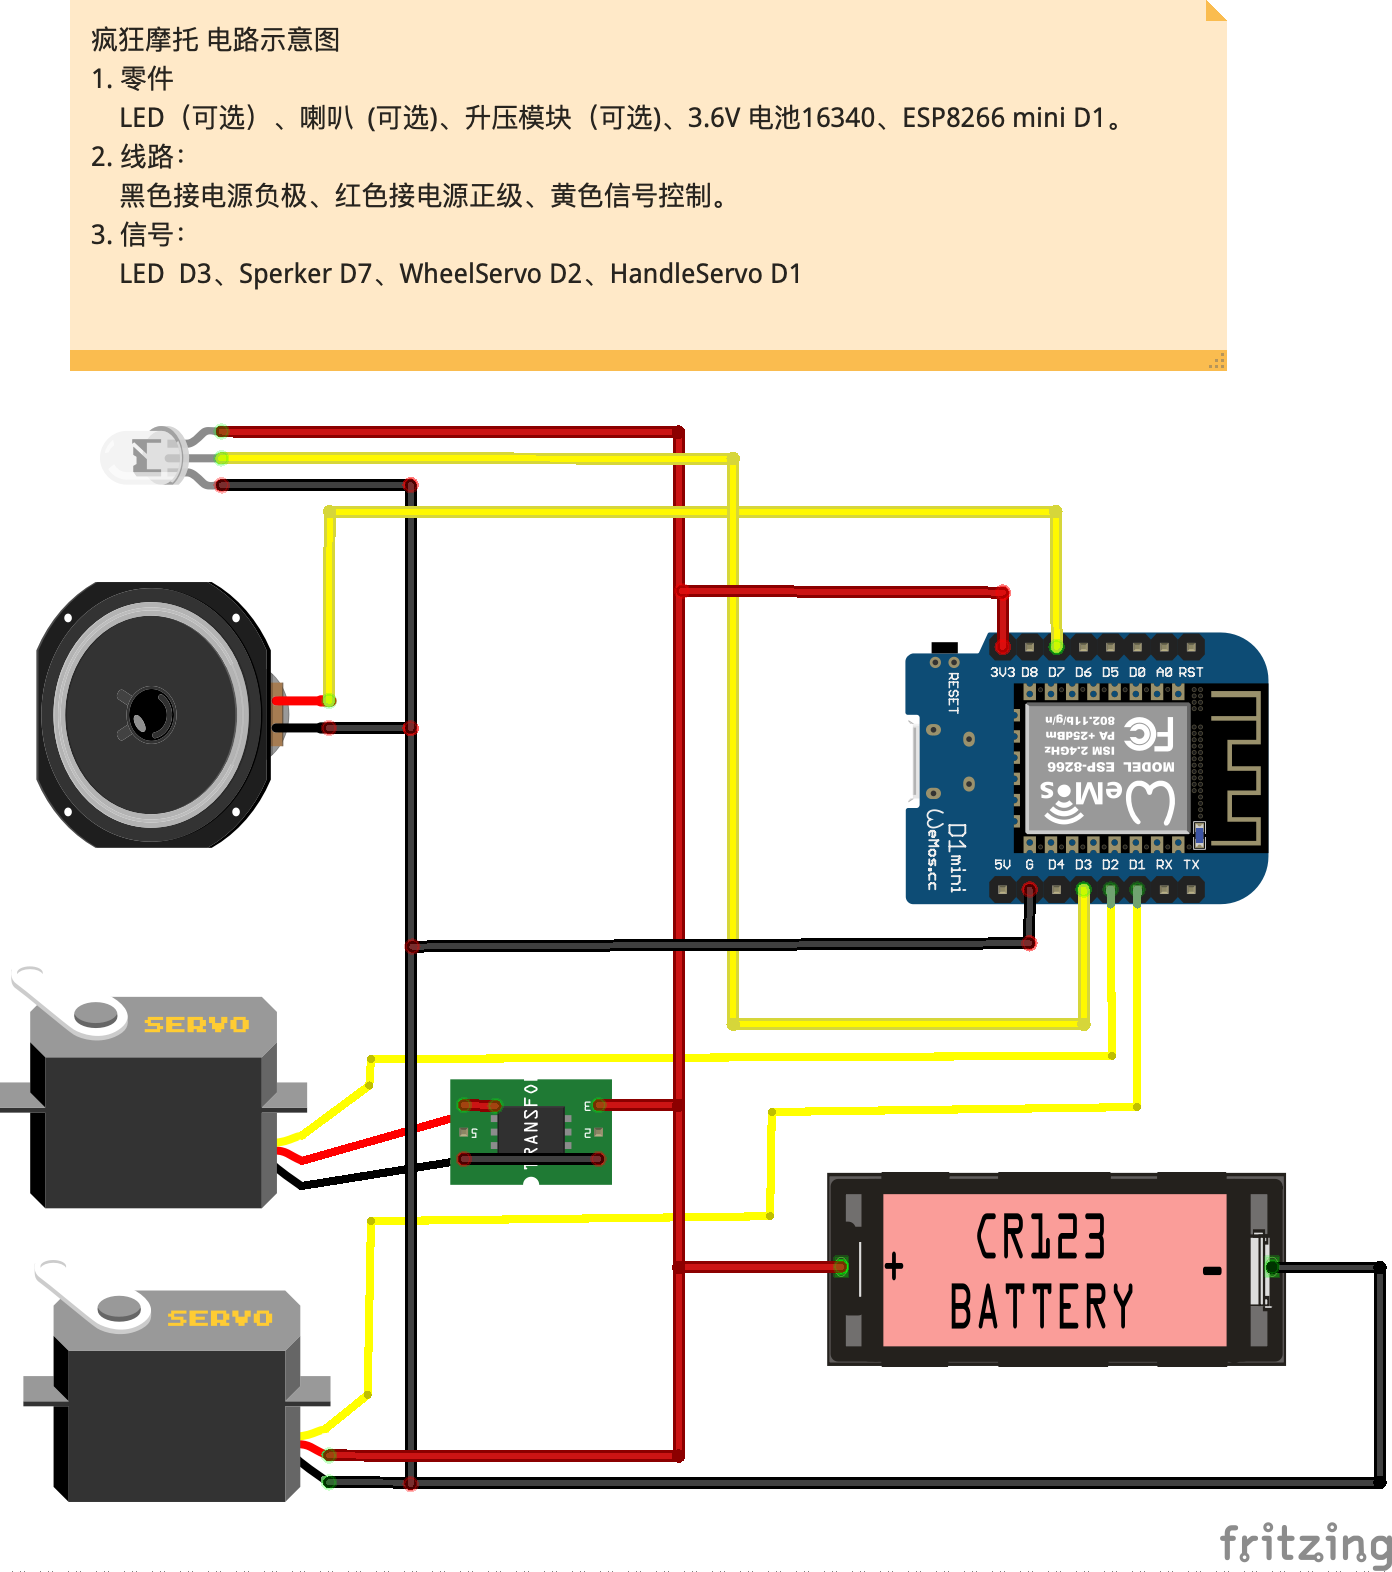 疯狂摩托 电路示意图
1. 零件
LED（可选）、喇叭 (可选)、升压模块（可选)、3.6V 电池16340、ESP8266 mini D1。
2. 线路：
黑色接电源负极、红色接电源正级、黄色信号控制。
3. 信号：
LED D3、Sperker D7、WheelServo D2、HandleServo D1
3V3 D8 D7 D6 D5 D0 A0 RST
RESET
802.11b/g/n
PA +25dBm
ISM 2.4GHz
MODEL ESP-8266
FC
WeMos
D1mini
WeMos.cc
5V G D4 D3 D2 D1 RX TX
SERVO
TRANSFO
3
5 2
SERVO
CR123
BATTERY
+ -
fritzing